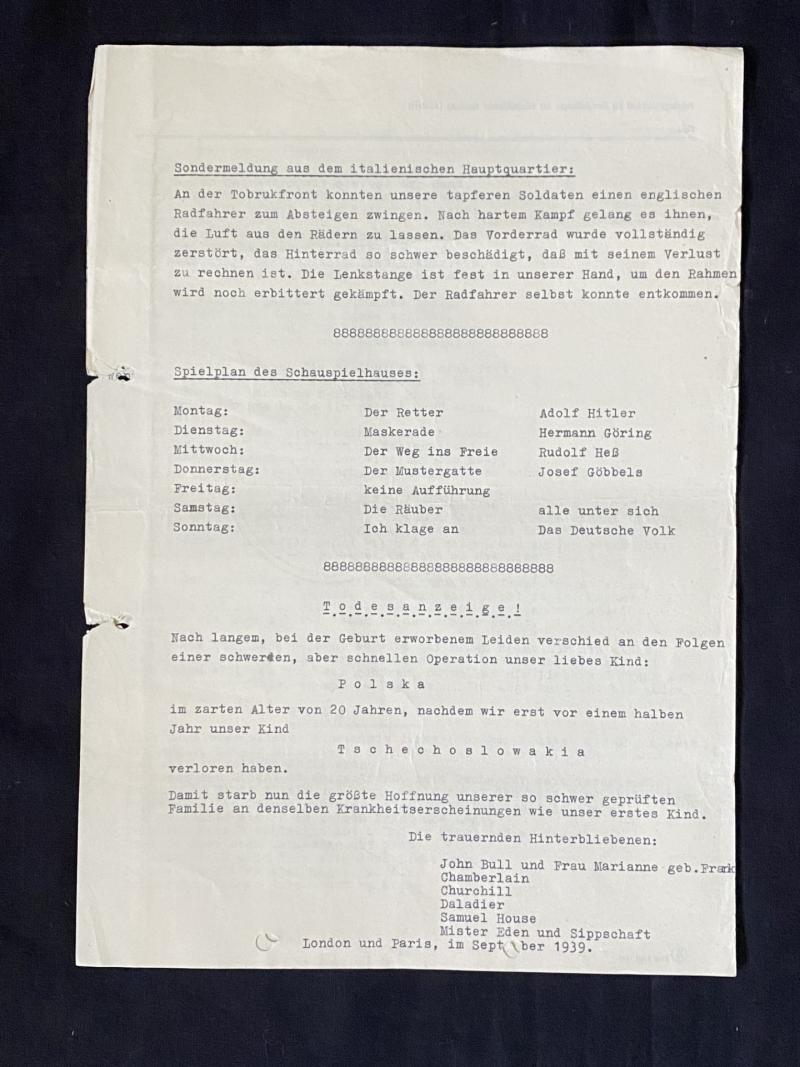 Sondermeldung aus dem italienischen Hauptquartier:
An der Tobrukfront konnten unsere tapferen Soldaten einen englischen
Radfahrer zum Absteigen zwingen. Nach hartem Kampf gelang es ihnen,
die Luft aus den Rädern zu lassen. Das Vorderrad wurde vollständig
zerstört, das Hinterrad so schwer beschädigt, daß mit seinem Verlust
zu rechnen ist. Die Lenkstange ist fest in unserer Hand, um den Rahmen
wird noch erbittert gekämpft. Der Radfahrer selbst konnte entkommen.
888888888888888888888888888
Spielplan des Schauspielhauses:
Montag: Der Retter Adolf Hitler
Dienstag: Maskerade Hermann Göring
Mittwoch: Der Weg ins Freie Rudolf Heß
Donnerstag: Der Mustergatte Josef Göbbels
Freitag: keine Aufführung
Samstag: Die Räuber alle unter sich
Sonntag: Ich klage an Das Deutsche Volk
88888888888888888888888888888
T o d e s a n z e i g e !
Nach langem, bei der Geburt erworbenem Leiden verschied an den Folgen
einer schweren, aber schnellen Operation unser liebes Kind:
P o l s k a
im zarten Alter von 20 Jahren, nachdem wir erst vor einem halben
Jahr unser Kind
T s c h e c h o s l o w a k i a
verloren haben.
Damit starb nun die größte Hoffnung unserer so schwer geprüften
Familie an denselben Krankheitserscheinungen wie unser erstes Kind.
Die trauernden Hinterbliebenen:
John Bull und Frau Marianne geb.
Chamberlain
Churchill
Daladier
Samuel House
Mister Eden und Sippschaft
London und Paris, im Sept ber 1939.